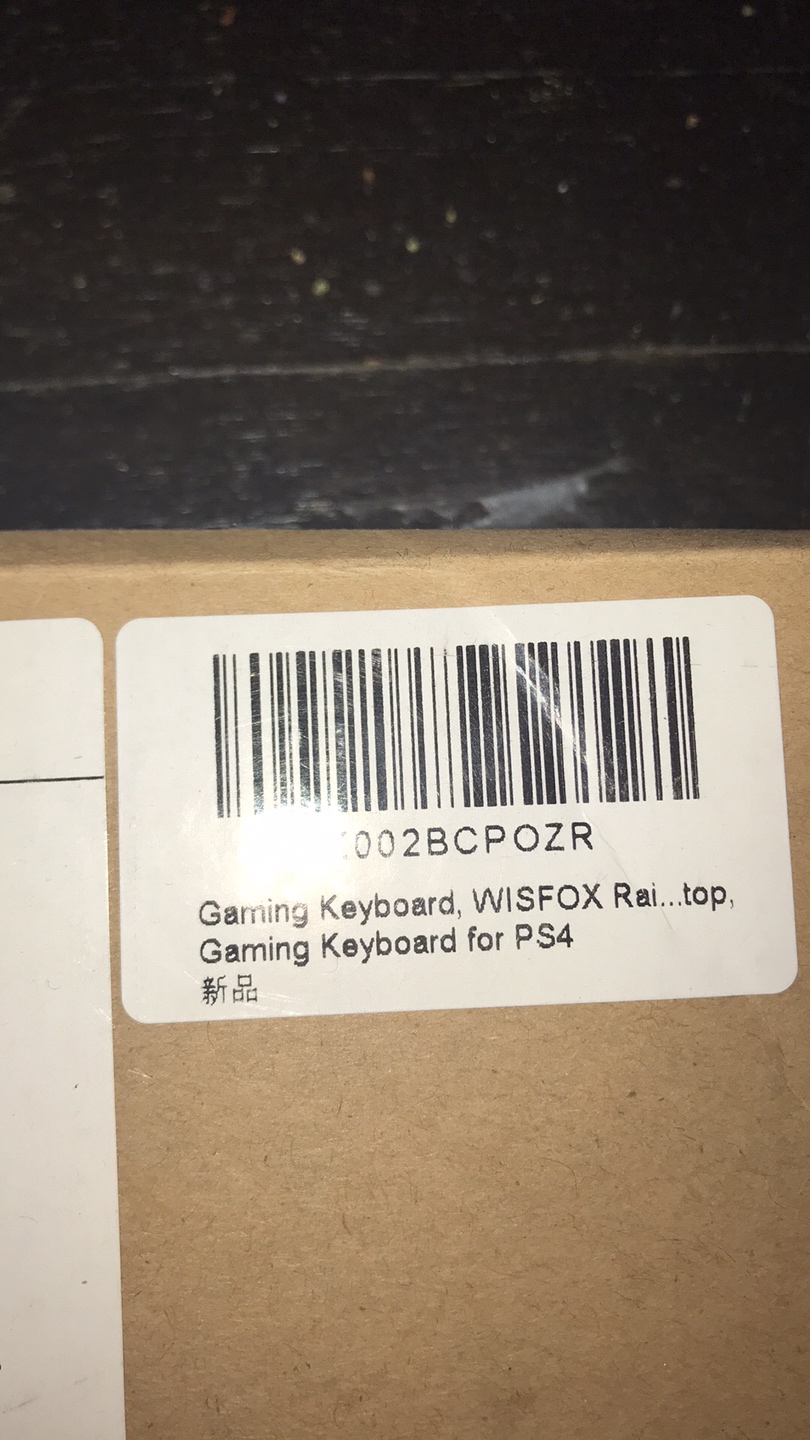 002BCPOZR
Gaming Keyboard, WISFOX Rai...top,
Gaming Keyboard for PS4
新品